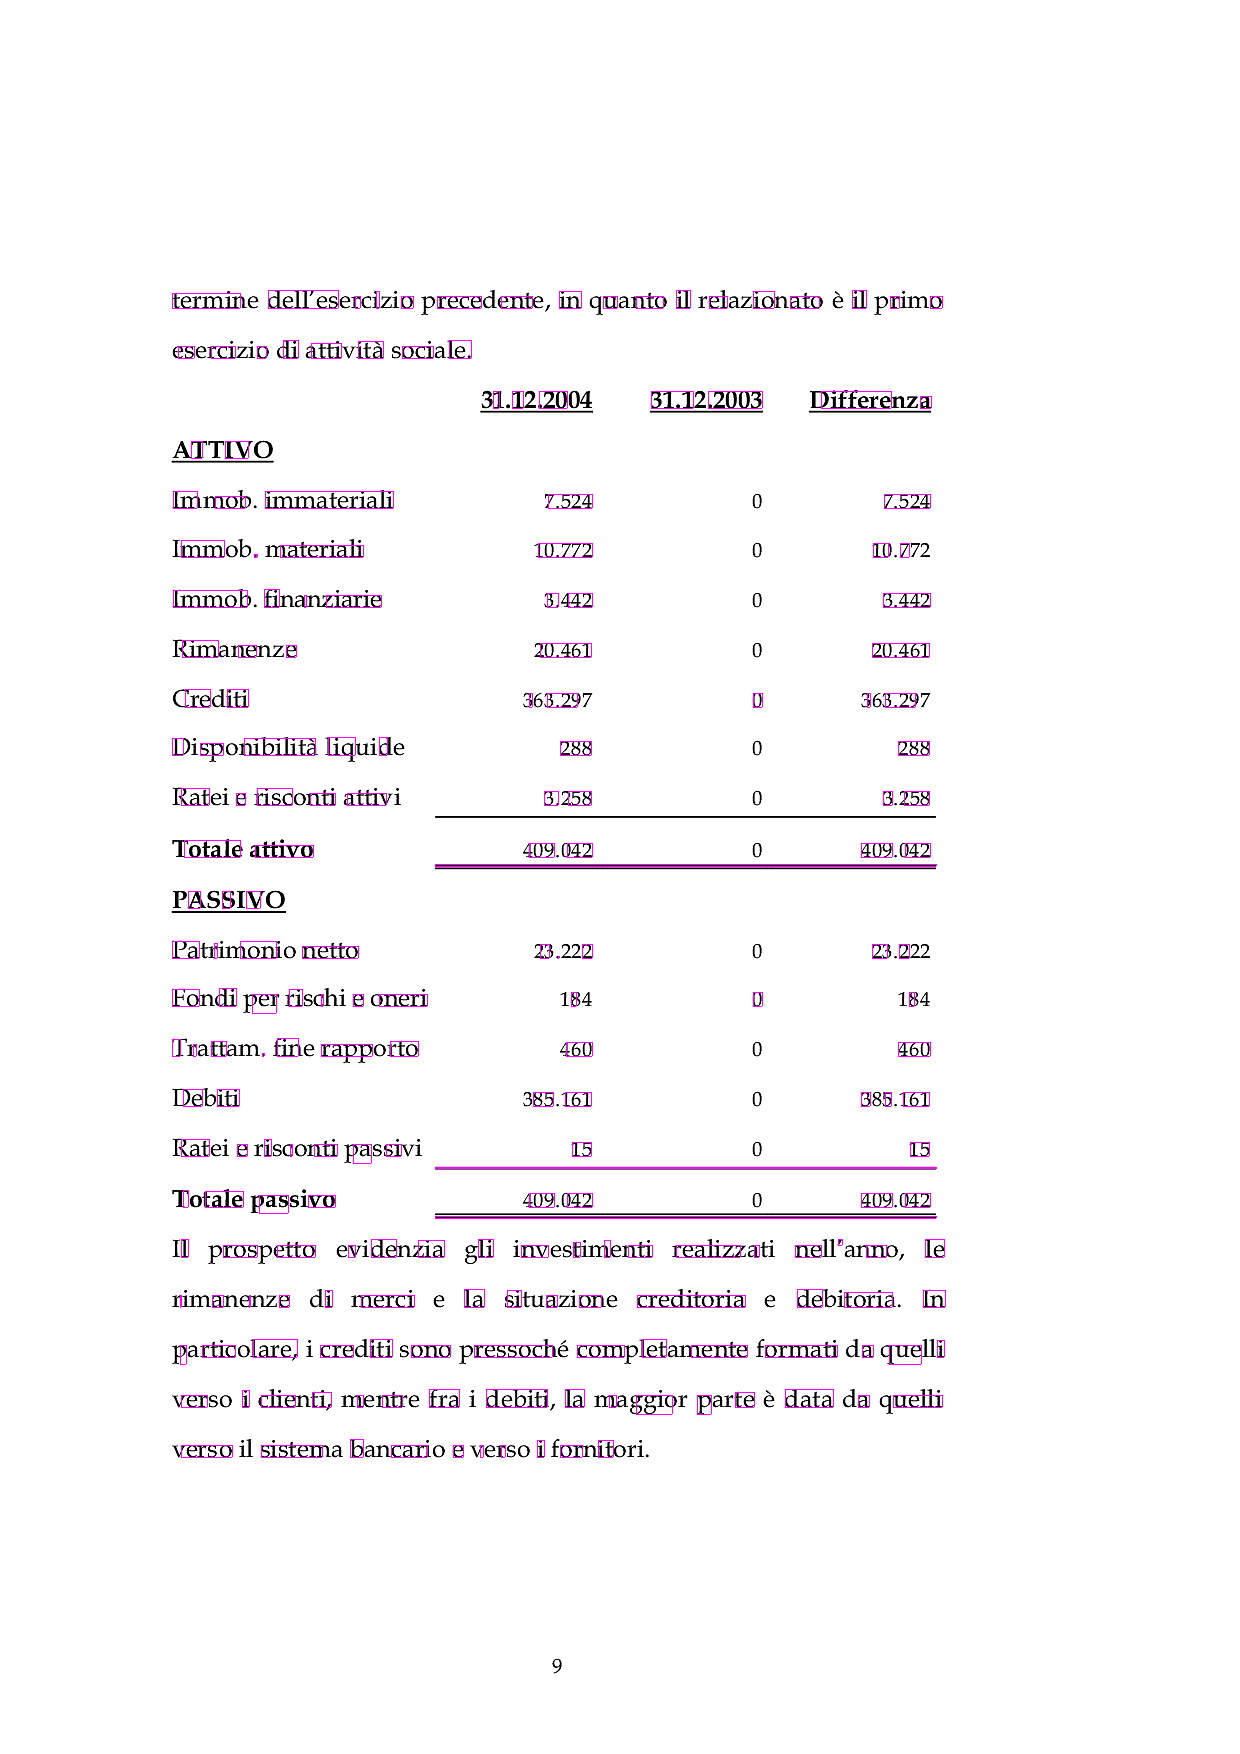 termine dell'esercizio precedente, in quanto il relazionato è il primo
esercizio di attività sociale.
31.12.2004 31.12.2003 Differenza
ATTIVO
Immob. immateriali 7.524 0 7.524
Immob. materiali 10.772 0 10.772
Immob. finanziarie 3.442 0 3.442
Rimanenze 20.461 0 20.461
Crediti 363.297 0 363.297
Disponibilità liquide 288 0 288
Ratei e risconti attivi 3.258 0 3.258
Totale attivo 409.042 0 409.042
PASSIVO
Patrimonio netto 23.222 0 23.222
Fondi per rischi e oneri 184 0 184
Trattam. fine rapporto 460 0 460
Debiti 385.161 0 385.161
Ratei e risconti passivi 15 0 15
Totale passivo 409.042 0 409.042
Il prospetto evidenzia gli investimenti realizzati nell'anno, le
rimanenze di merci e la situazione creditoria e debitoria. In
particolare, i crediti sono pressoché completamente formati da quelli
verso i clienti, mentre fra i debiti, la maggior parte è data da quelli
verso il sistema bancario e verso i fornitori.
9